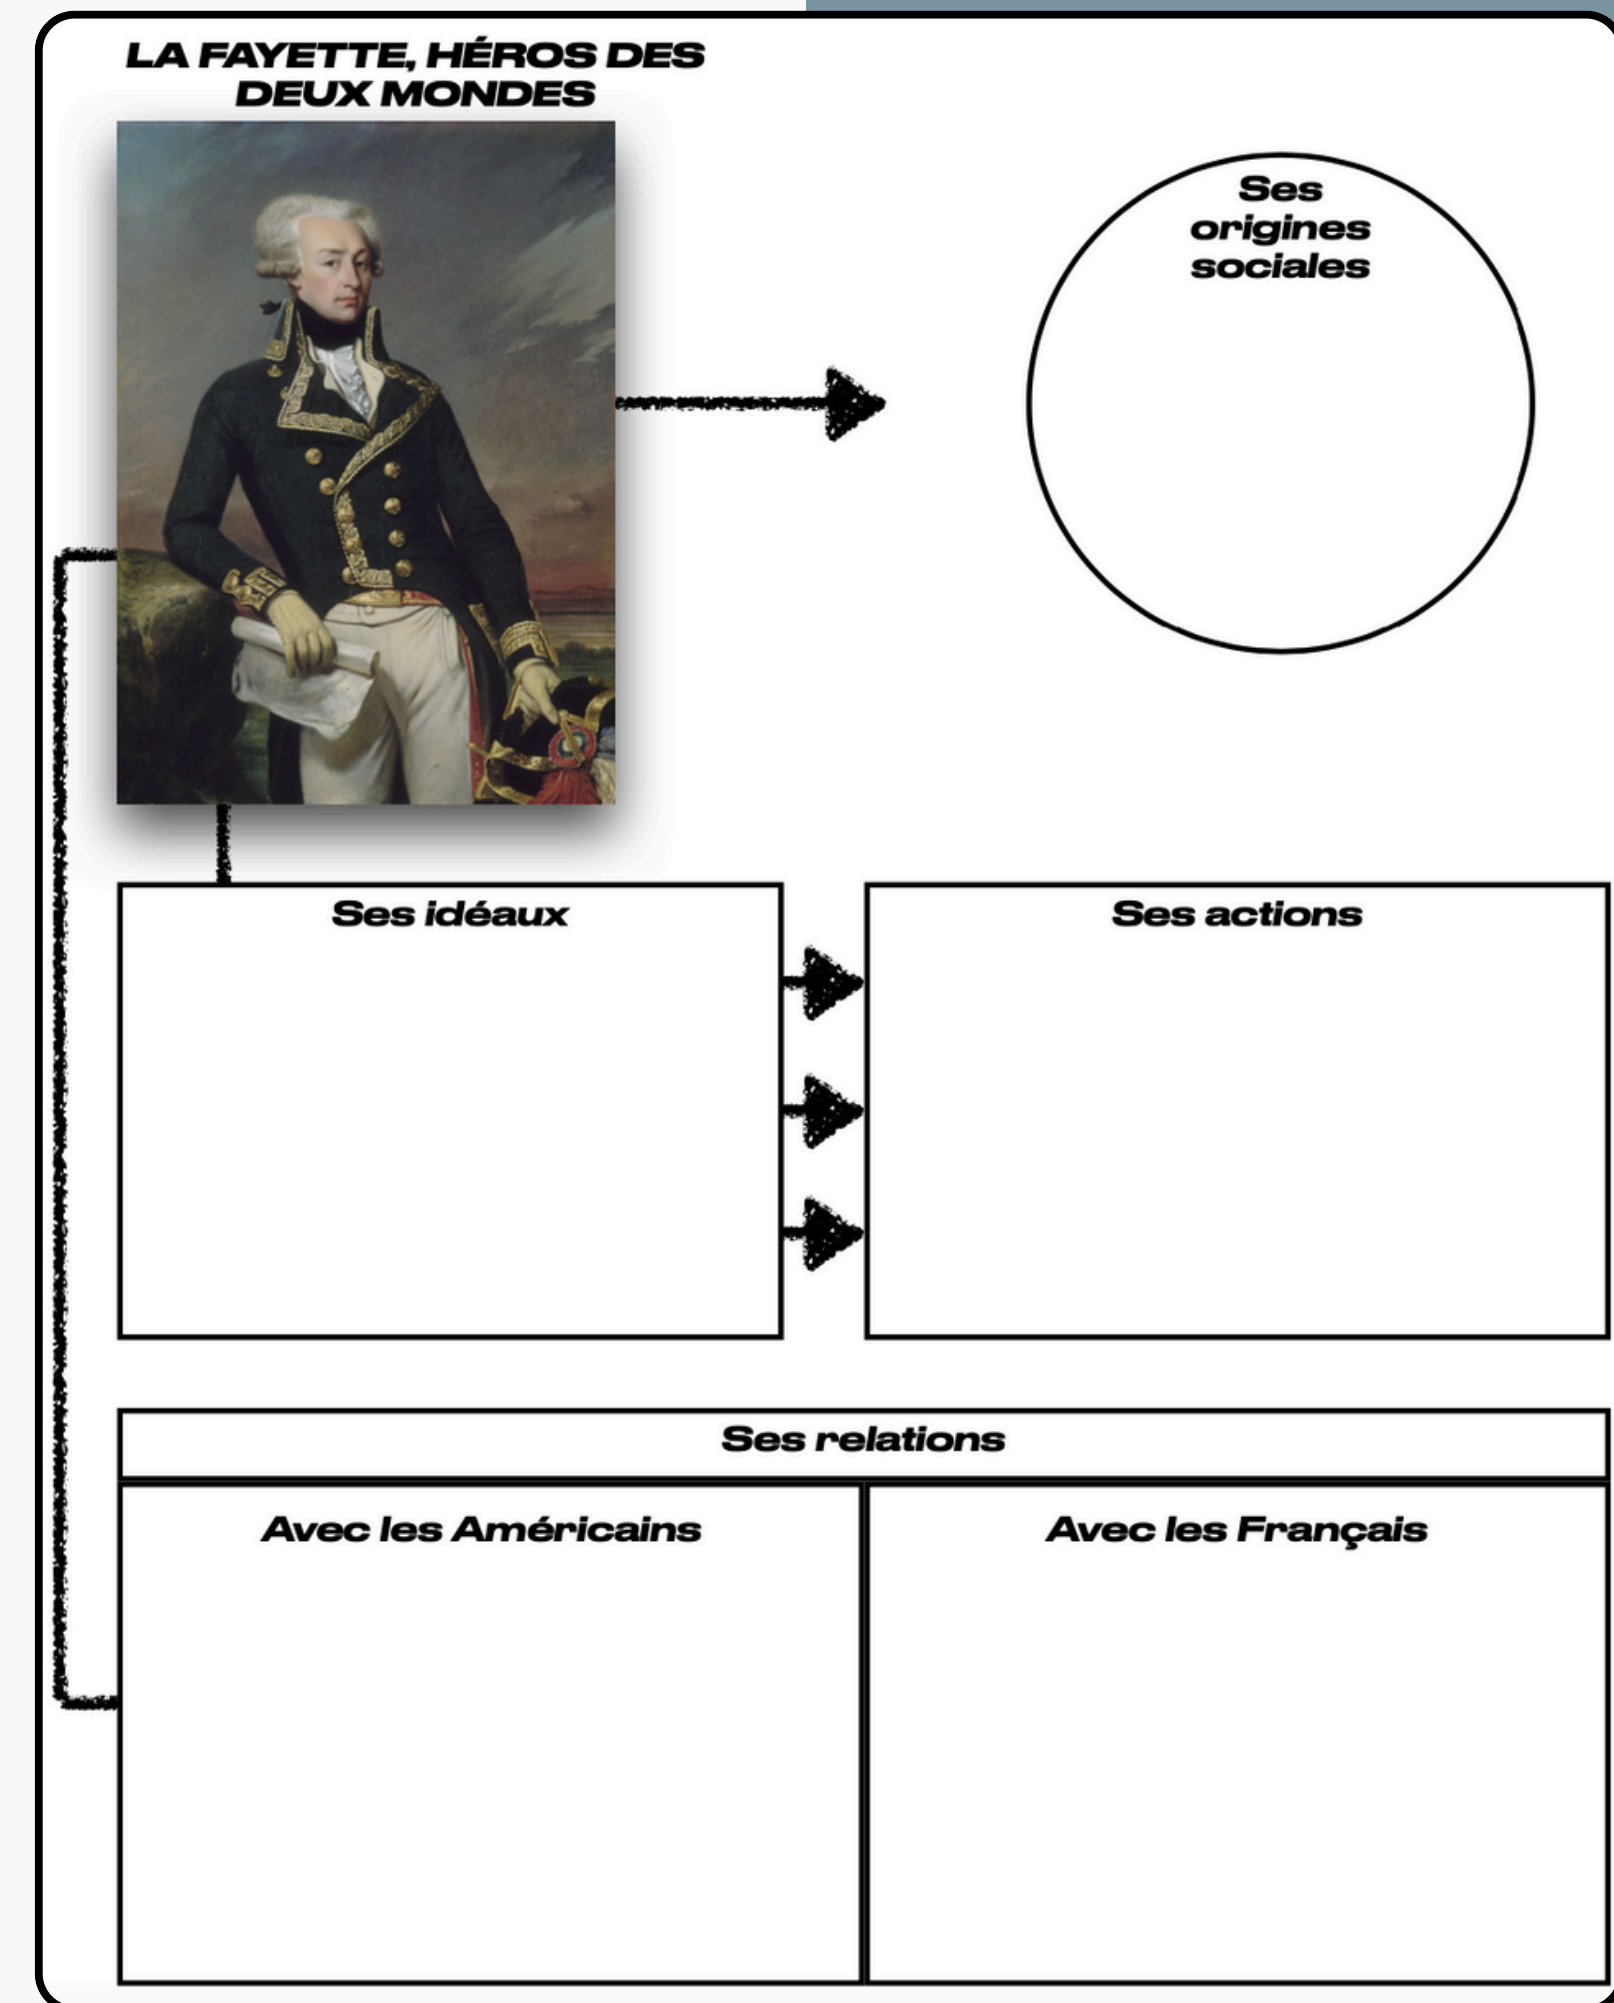 LA FAYETTE, HÉROS DES
DEUX MONDES
Ses
origines
sociales
Ses idéaux
Ses actions
Ses relations
Avec les Américains
Avec les Français